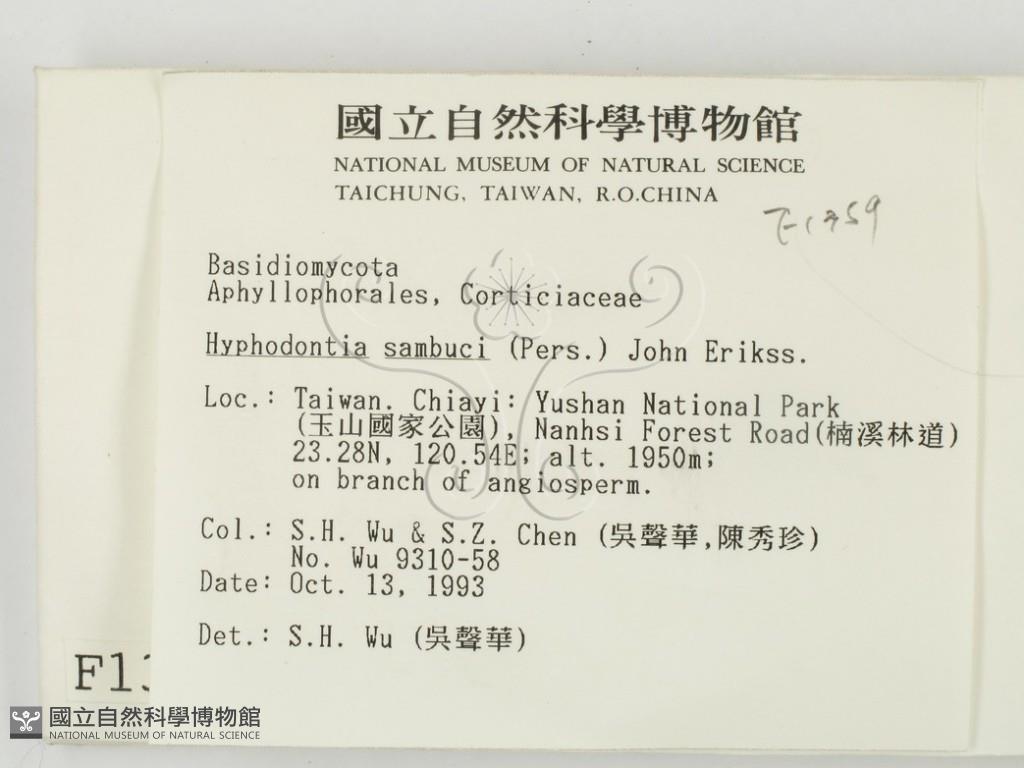 國立自然科學博物館
NATIONAL MUSEUM OF NATURAL SCIENCE
TAICHUNG, TAIWAN, R.O.CHINA
Basidiomycota
Aphyllophorales, Corticiaceae
Hyphodontia sambuci (Pers.) John Erikss.
Loc.: Taiwan. Chiayi: Yushan National Park
(玉山國家公園), Nanhsi Forest Road(楠溪林道)
23.28N, 120.54E; alt. 1950m;
on branch of angiosperm.
Col.: S.H. Wu & S.Z. Chen (吳聲華,陳秀珍)
No. Wu 9310-58
Date: Oct. 13, 1993
Det.: S.H. Wu (吳聲華)
國立自然科學博物館
NATIONAL MUSEUM OF NATURAL SCIENCE